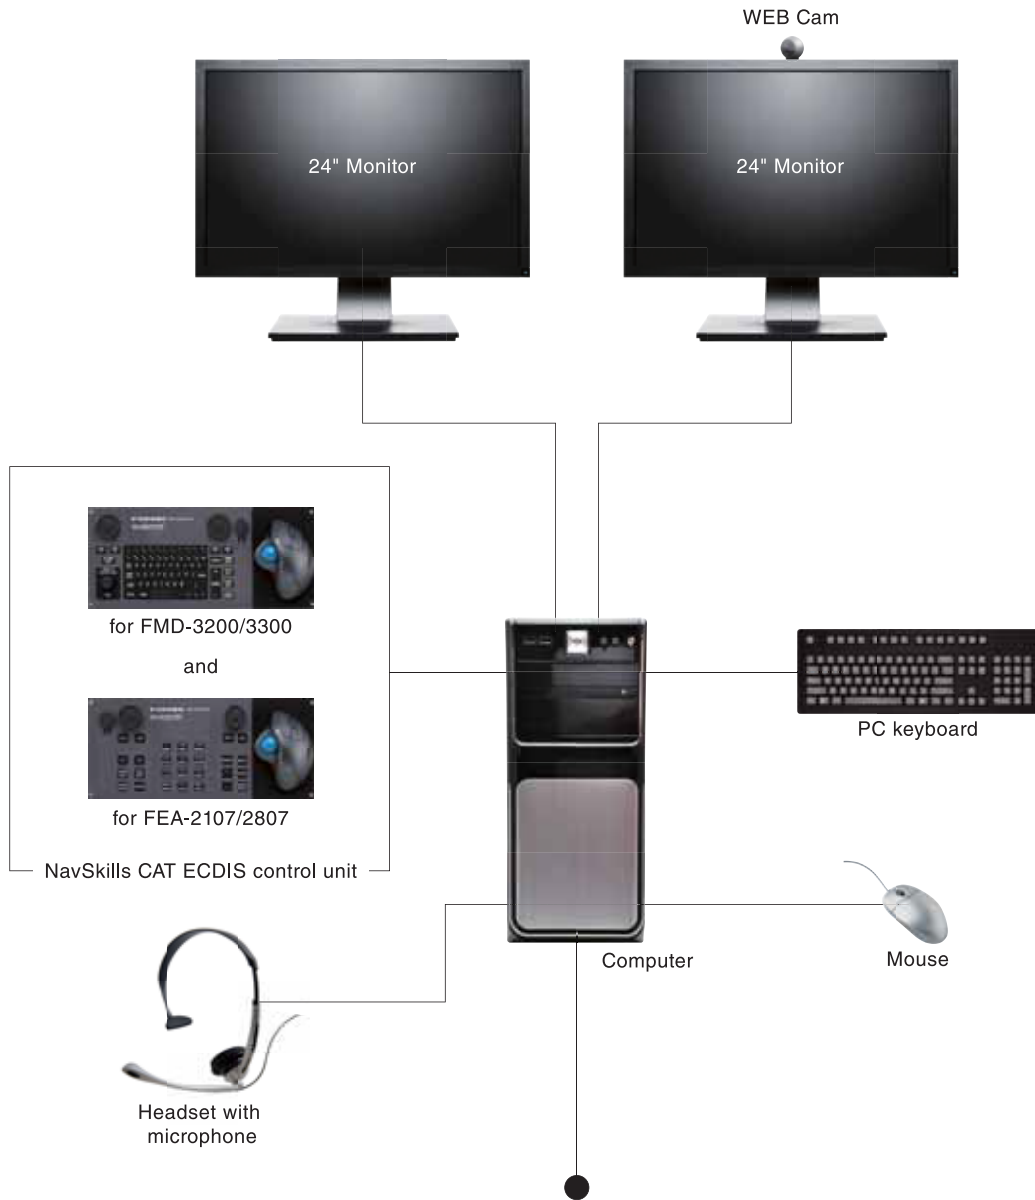 WEB Cam
24" Monitor
24" Monitor
for FMD-3200/3300
and
for FEA-2107/2807
NavSkills CAT ECDIS control unit
PC keyboard
Computer
Mouse
Headset with
microphone